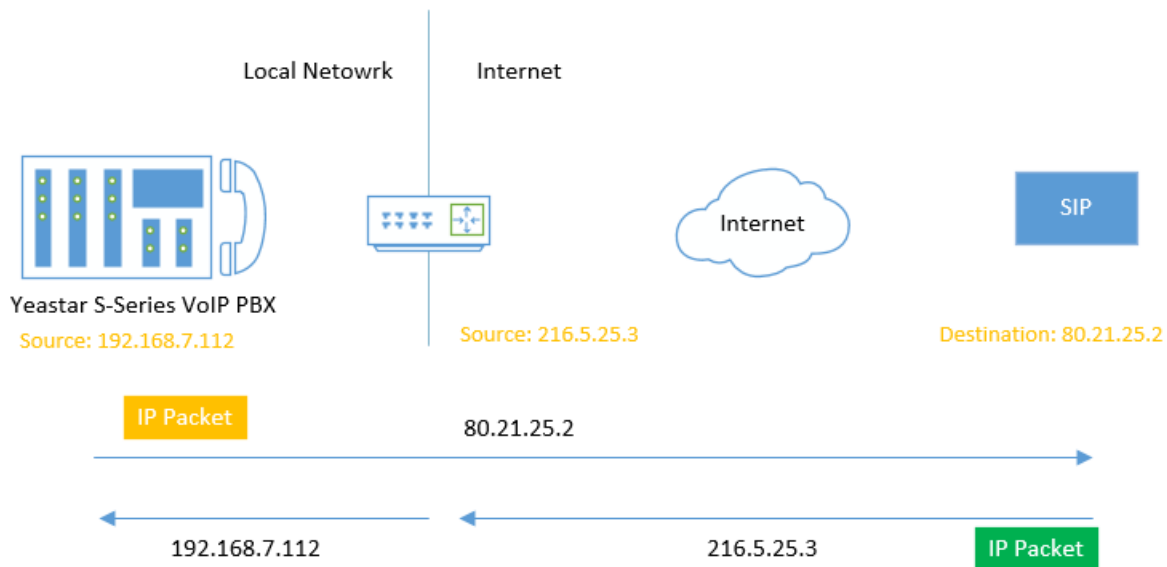 Local Netowrk
Internet
Internet
SIP
Yeastar S-Series VoIP PBX
Source: 192.168.7.112
Source: 216.5.25.3
Destination: 80.21.25.2
IP Packet
80.21.25.2
192.168.7.112
216.5.25.3
IP Packet